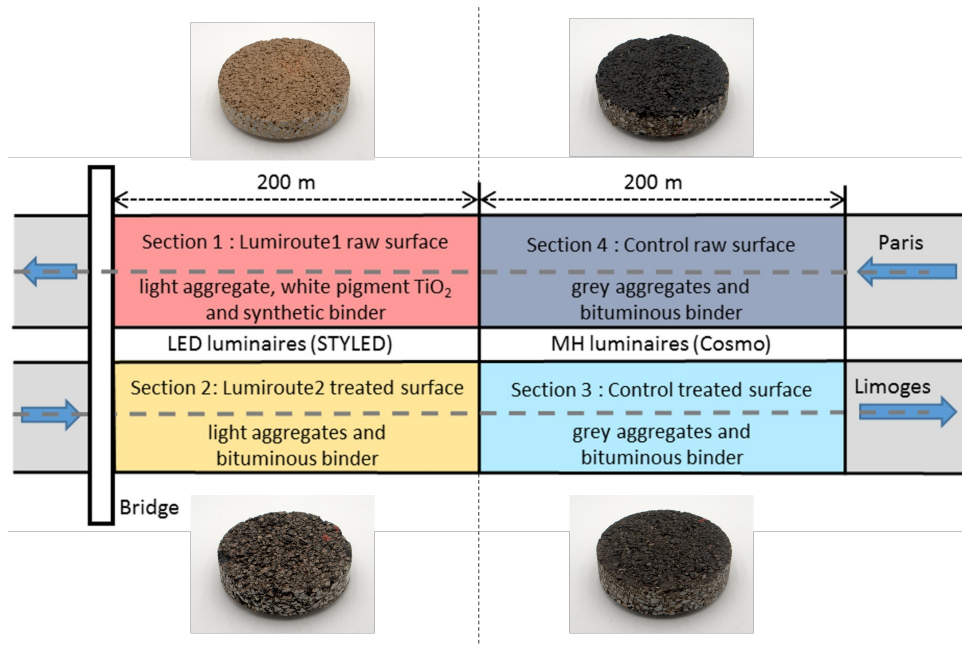 200 m
200 m
Section 1 : Lumiroute1 raw surface
light aggregate, white pigment TiO₂
and synthetic binder
Section 4 : Control raw surface
grey aggregates and
bituminous binder
Paris
LED luminaires (STYLED)
MH luminaires (Cosmo)
Section 2: Lumiroute2 treated surface
light aggregates and
bituminous binder
Section 3 : Control treated surface
grey aggregates and
bituminous binder
Limoges
Bridge